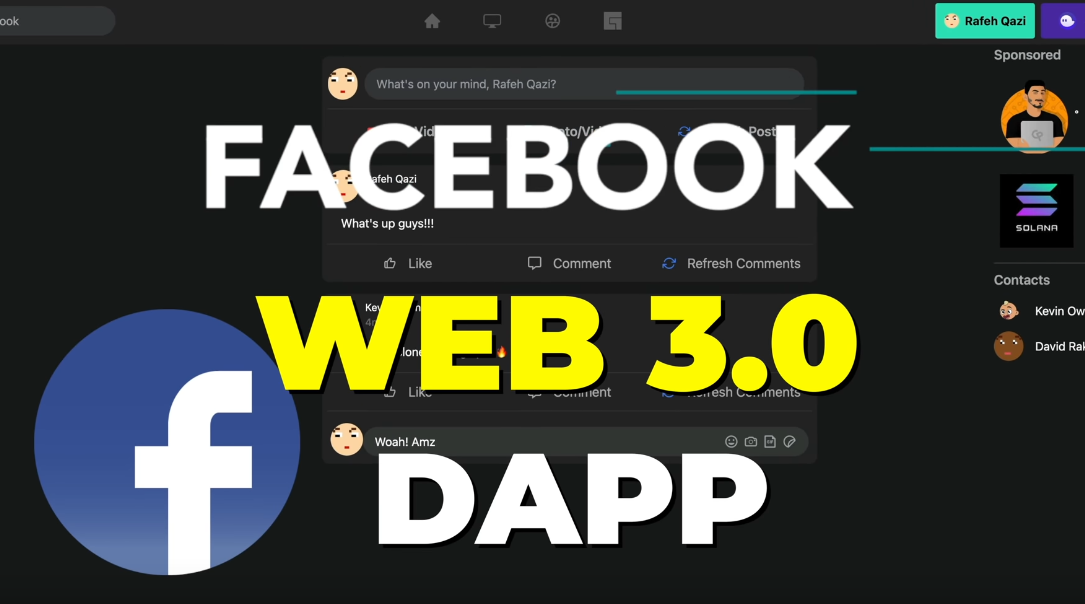 ook
Rafeh Qazi
Sponsored
What's on your mind, Rafeh Qazi?
FACEBOOK
Post
afeh Qazi
What's up guys!!!
SOLANA
Like
Comment
Refresh Comments
Contacts
Kevin Ow
WEB 3.0
David Rak
Like
Comment
Refresh Comments
Woah! Amz
DAPP